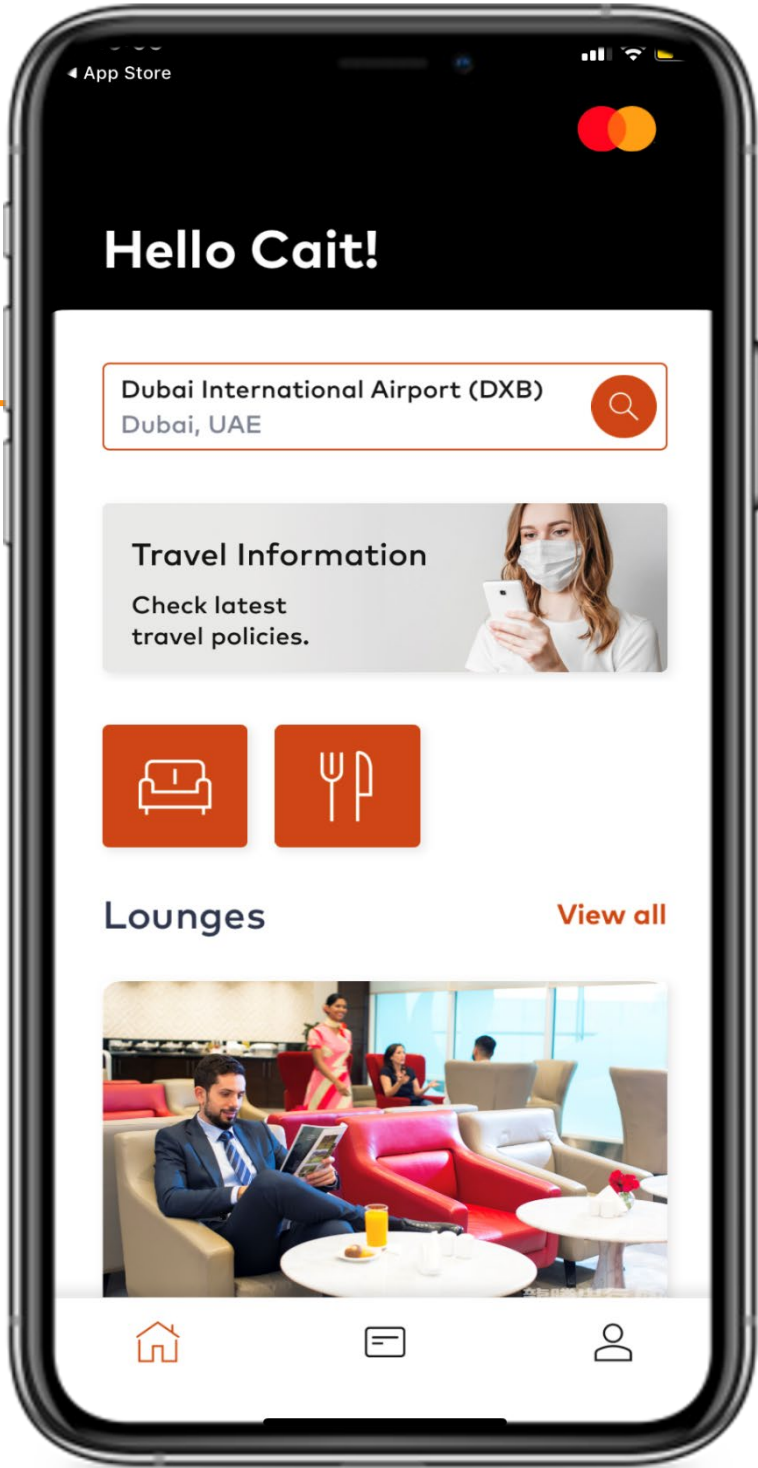 App Store
Hello Cait!
Dubai International Airport (DXB)
Dubai, UAE
Travel Information
Check latest
travel policies.
Lounges
View all